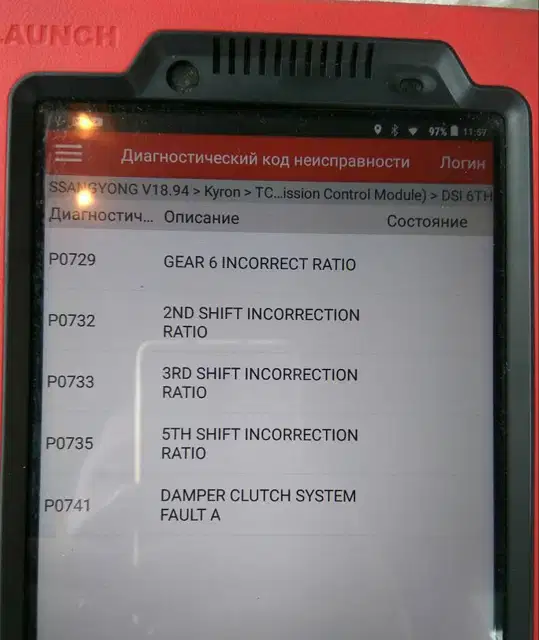 LAUNCH
97% 11:57
Диагностический код неисправности Логин
SSANGYONG V18.94 > Kyron > TC...ission Control Module) > DSI 6TH
Диагностич... Описание Состояние
P0729 GEAR 6 INCORRECT RATIO
P0732 2ND SHIFT INCORRECTION
RATIO
P0733 3RD SHIFT INCORRECTION
RATIO
P0735 5TH SHIFT INCORRECTION
RATIO
P0741 DAMPER CLUTCH SYSTEM
FAULT A